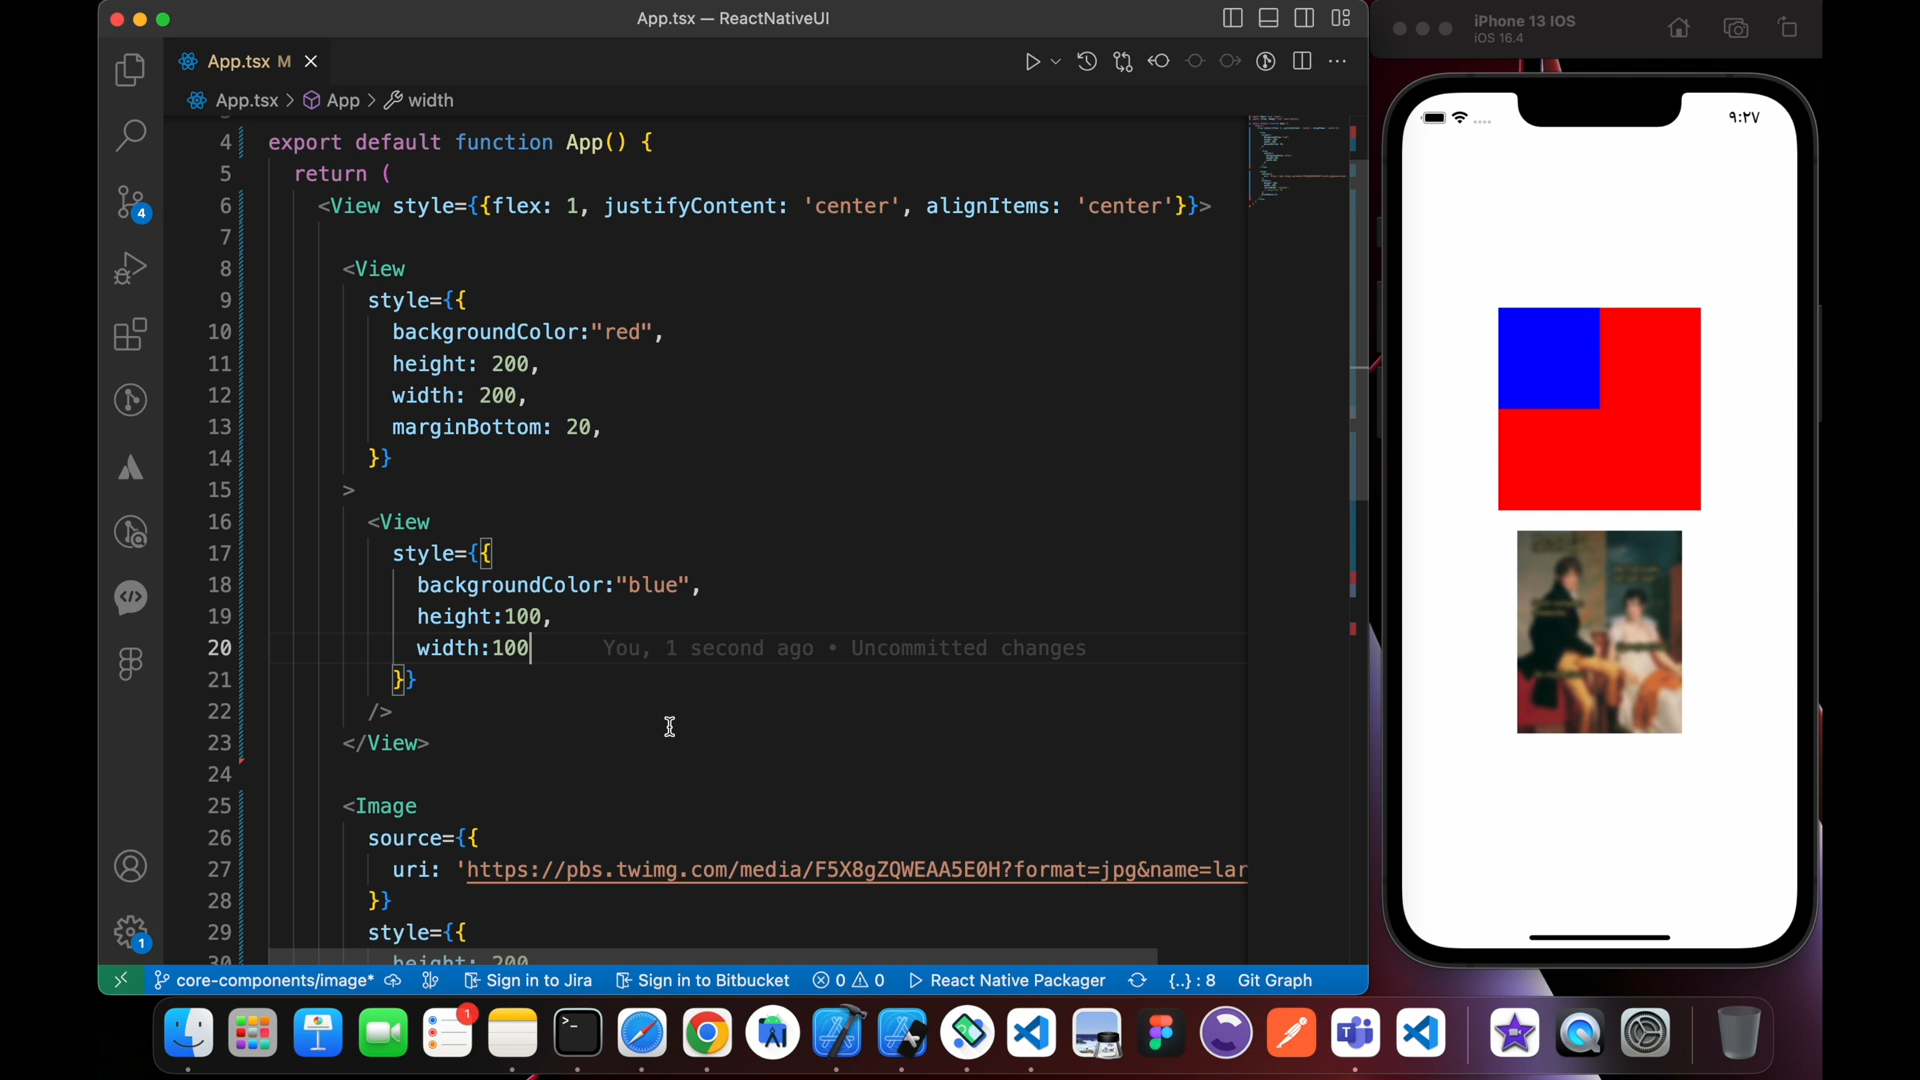 App.tsx — ReactNativeUI
App.tsx M
App.tsx > App > width
4 export default function App() {
5 return (
6 <View style={{flex: 1, justifyContent: 'center', alignItems: 'center'}}>
7
8 <View
9 style={{
10 backgroundColor:"red",
11 height: 200,
12 width: 200,
13 marginBottom: 20,
14 }}
15 >
16 <View
17 style={{
18 backgroundColor:"blue",
19 height:100,
20 width:100 You, 1 second ago • Uncommitted changes
21 }}
22 />
23 </View>
24
25 <Image
26 source={{
27 uri: 'https://pbs.twimg.com/media/F5X8gZQWEAA5E0H?format=jpg&name=lar
28 }}
29 style={{
30 height: 200
4
1
core-components/image* Sign in to Jira Sign in to Bitbucket 0 0 React Native Packager {..} : 8 Git Graph
1
iPhone 13 IOS
iOS 16.4
٩:٢٧